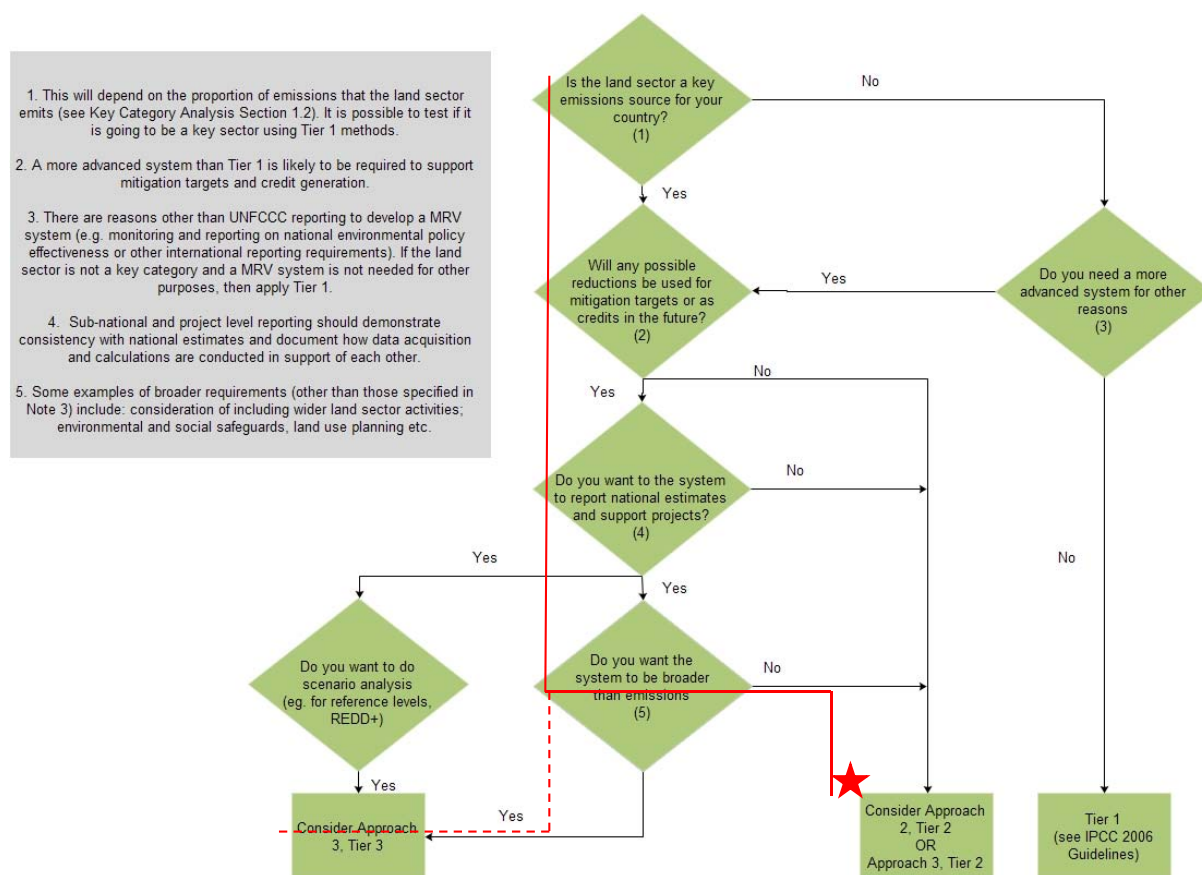 1. This will depend on the proportion of emissions that the land sector
emits (see Key Category Analysis Section 1.2). It is possible to test if it
is going to be a key sector using Tier 1 methods.
2. A more advanced system than Tier 1 is likely to be required to support
mitigation targets and credit generation.
3. There are reasons other than UNFCCC reporting to develop a MRV
system (e.g. monitoring and reporting on national environmental policy
effectiveness or other international reporting requirements). If the land
sector is not a key category and a MRV system is not needed for other
purposes, then apply Tier 1.
4. Sub-national and project level reporting should demonstrate
consistency with national estimates and document how data acquisition
and calculations are conducted in support of each other.
5. Some examples of broader requirements (other than those specified in
Note 3) include: consideration of including wider land sector activities;
environmental and social safeguards, land use planning etc.
Is the land sector a key
emissions source for your
country?
(1)
No
Yes
Will any possible
reductions be used for
mitigation targets or as
credits in the future?
(2)
Yes
Do you need a more
advanced system for other
reasons
(3)
No
Yes
Do you want to the system
to report national estimates
and support projects?
(4)
No
No
Yes
Yes
Do you want to do
scenario analysis
(eg. for reference levels,
REDD+)
Do you want the
system to be broader
than emissions
(5)
No
Yes
Yes
Consider Approach
3, Tier 3
Consider Approach
2, Tier 2
OR
Approach 3, Tier 2
Tier 1
(see IPCC 2006
Guidelines)